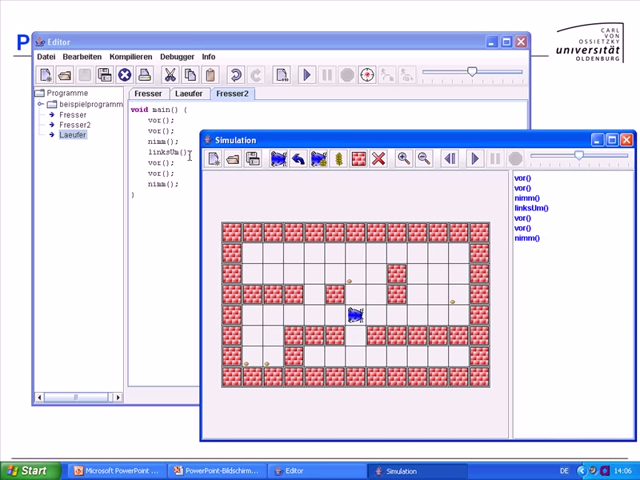 P
CARL
VON
OSSIETZKY
universität
OLDENBURG
Editor
Datei Bearbeiten Kompilieren Debugger Info
Programme
beispielprogramm
Fresser
Fresser2
Laeufer
Fresser Laeufer Fresser2
void main() {
vor();
vor();
nimm();
linksUm();
vor();
vor();
nimm();
}
Simulation
vor()
vor()
nimm()
linksUm()
vor()
vor()
nimm()
Start Microsoft PowerPoint ... PowerPoint-Bildschirm... Editor Simulation DE 14:06